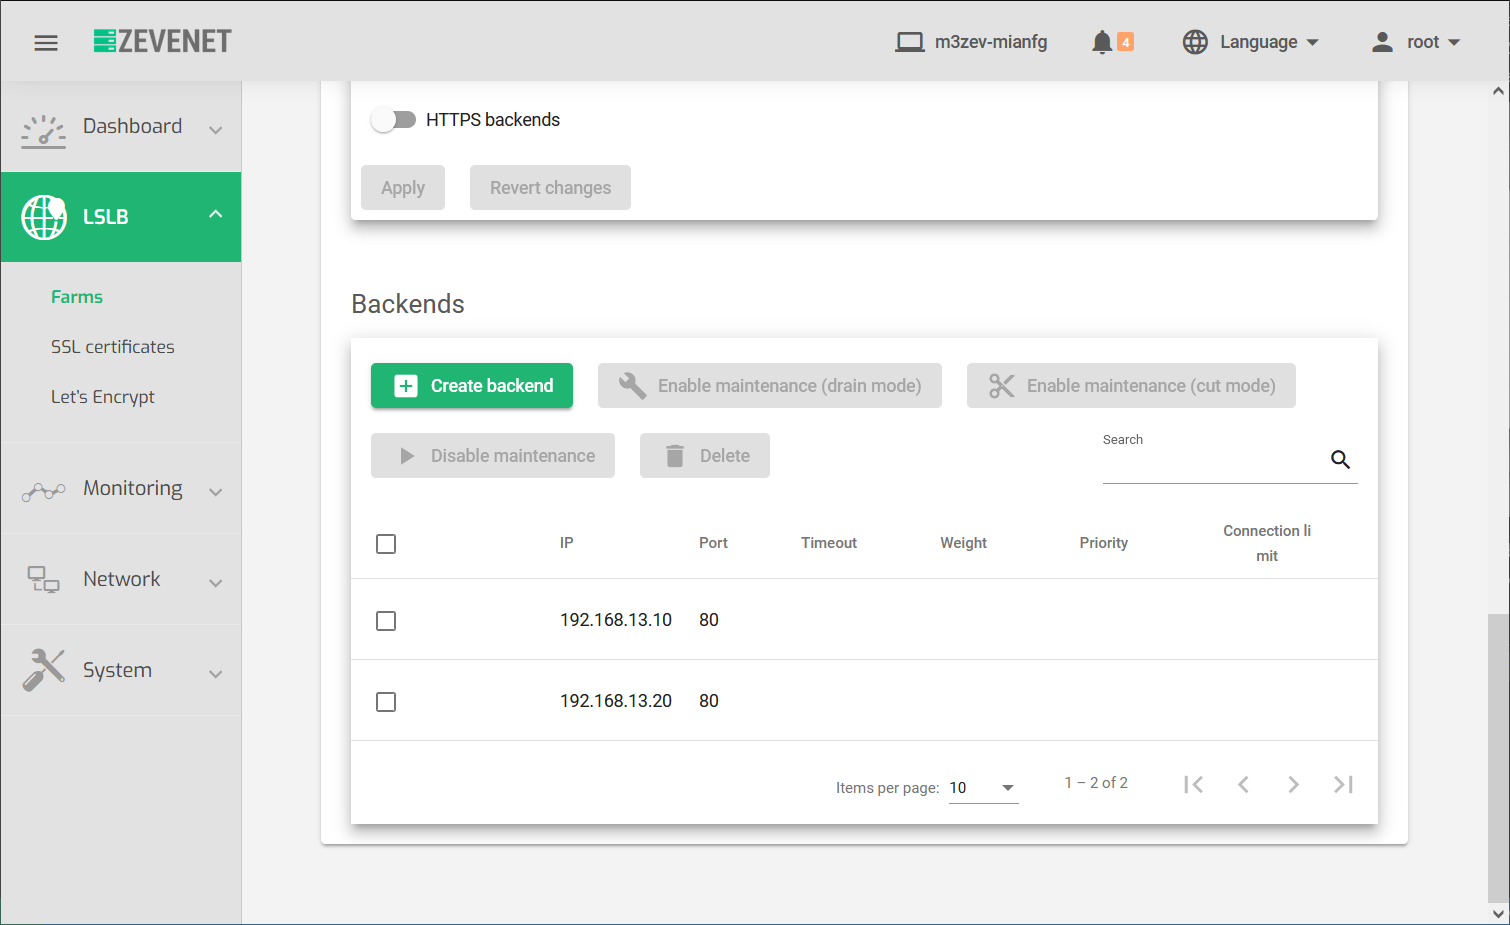 ZEVENET
m3zev-mianfg
4
Language
root
Dashboard
LSLB
Farms
SSL certificates
Let's Encrypt
Monitoring
Network
System
HTTPS backends
Apply
Revert changes
Backends
Create backend
Enable maintenance (drain mode)
Enable maintenance (cut mode)
Disable maintenance
Delete
Search
IP Port Timeout Weight Priority Connection li
mit
192.168.13.10 80
192.168.13.20 80
Items per page: 10
1 – 2 of 2